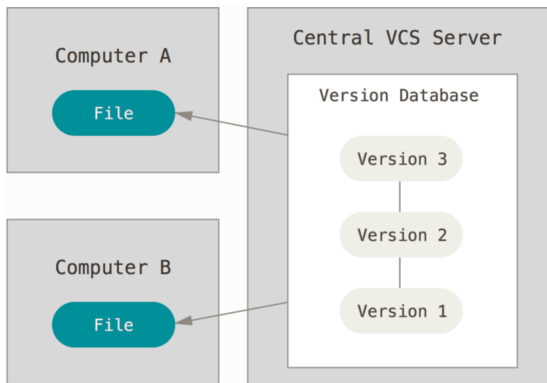 Computer A
File
Computer B
File
Central VCS Server
Version Database
Version 3
Version 2
Version 1